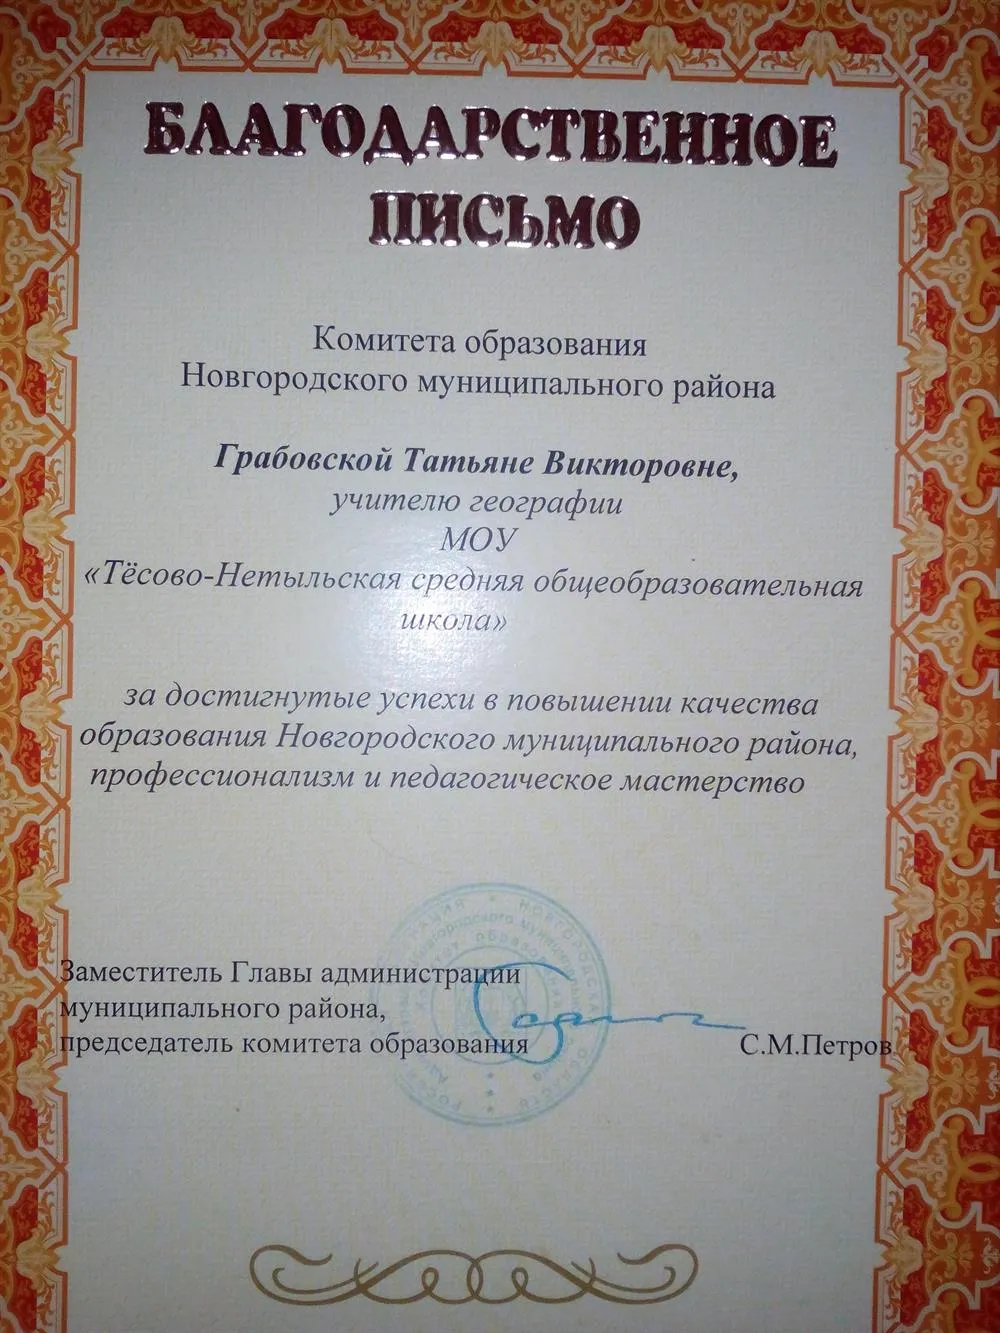 БЛАГОДАРСТВЕННОЕ
ПИСЬМО
Комитета образования
Новгородского муниципального района
Грабовской Татьяне Викторовне,
учителю географии
МОУ
«Тёсово-Нетыльская средняя общеобразовательная
школа»
за достигнутые успехи в повышении качества
образования Новгородского муниципального района,
профессионализм и педагогическое мастерство
Заместитель Главы администрации
муниципального района,
председатель комитета образования
С.М.Петров